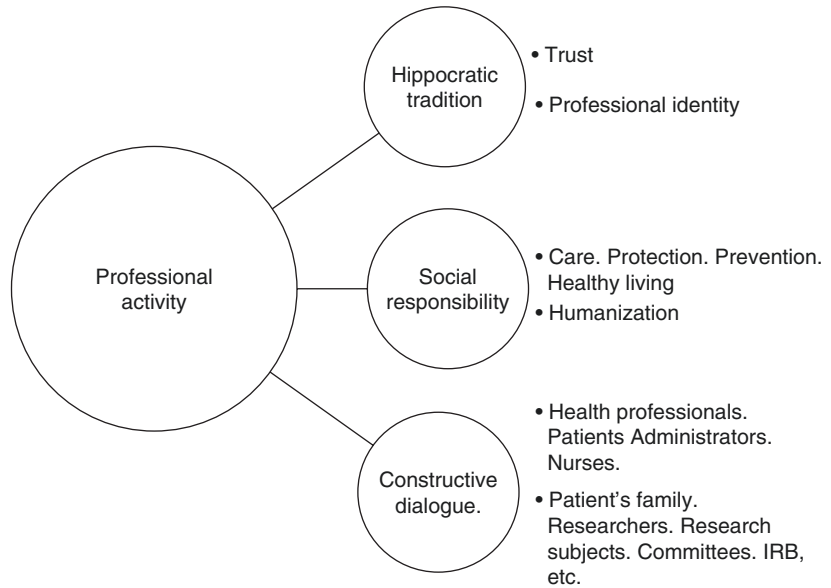 Hippocratic
tradition
• Trust
• Professional identity
Professional
activity
Social
responsibility
• Care. Protection. Prevention.
Healthy living
• Humanization
Constructive
dialogue.
• Health professionals.
Patients Administrators.
Nurses.
• Patient’s family.
Researchers. Research
subjects. Committees. IRB,
etc.